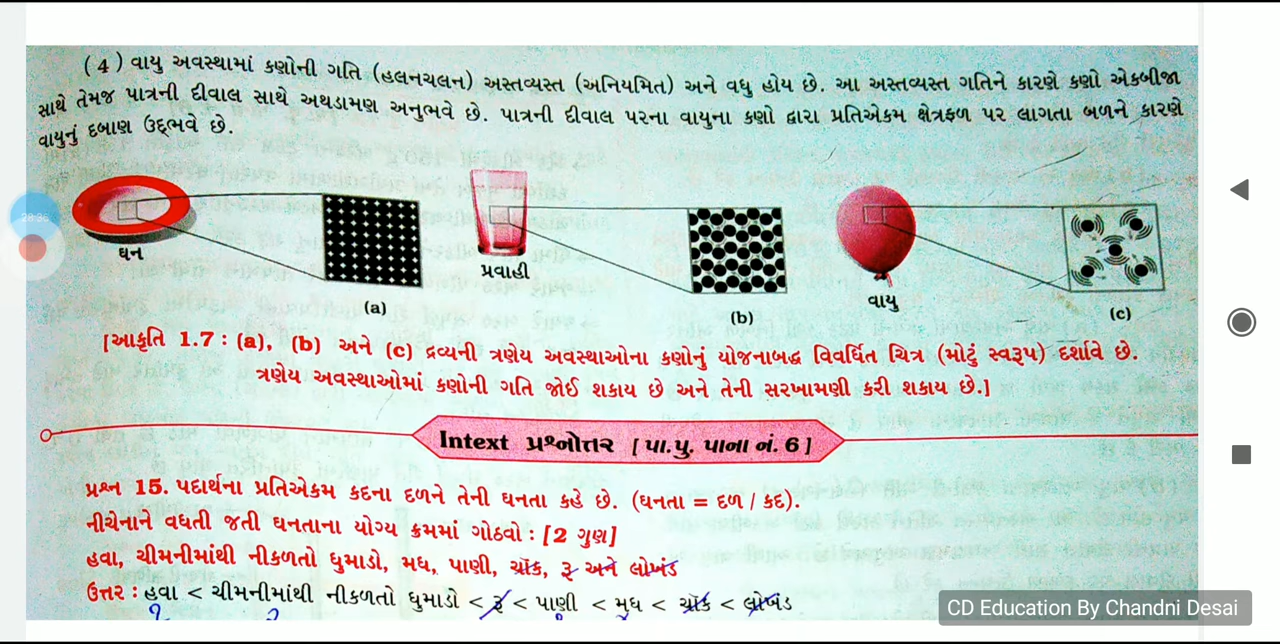 (4) વાયુ અવસ્થામાં કણોની ગતિ (હલનચલન) અસ્તવ્યસ્ત (અનિયમિત) અને વધુ હોય છે. આ અસ્તવ્યસ્ત ગતિને કારણે કણો એકબીજા
સાથે તેમજ પાત્રની દીવાલ સાથે અથડામણ અનુભવે છે. પાત્રની દીવાલ પરના વાયુના કણો દ્વારા પ્રતિએકમ ક્ષેત્રફળ પર લાગતા બળને કારણે
વાયુનું દબાણ ઉદ્ભવે છે.
28:35
ઘન
પ્રવાહી
વાયુ
(a)
(b)
(c)
[આકૃતિ 1.7 : (a), (b) અને (c) દ્રવ્યની ત્રણેય અવસ્થાઓના કણોનું યોજનાબદ્ધ વિવર્ધિત ચિત્ર (મોટું સ્વરૂપ) દર્શાવે છે.
ત્રણેય અવસ્થાઓમાં કણોની ગતિ જોઈ શકાય છે અને તેની સરખામણી કરી શકાય છે.]
Intext પ્રશ્નોત્તર [પા.પુ. પાના નં. 6]
પ્રશ્ન 15. પદાર્થના પ્રતિએકમ કદના દળને તેની ઘનતા કહે છે. (ઘનતા = દળ / કદ).
નીચેનાને વધતી જતી ઘનતાના યોગ્ય ક્રમમાં ગોઠવો : [2 ગુણ]
હવા, ચીમનીમાંથી નીકળતો ધુમાડો, મધ, પાણી, ચૉક, રૂ અને લોખંડ
ઉત્તર : હવા < ચીમનીમાંથી નીકળતો ધુમાડો < રૂ < પાણી < મધ < ચૉક < લોખંડ
CD Education By Chandni Desai